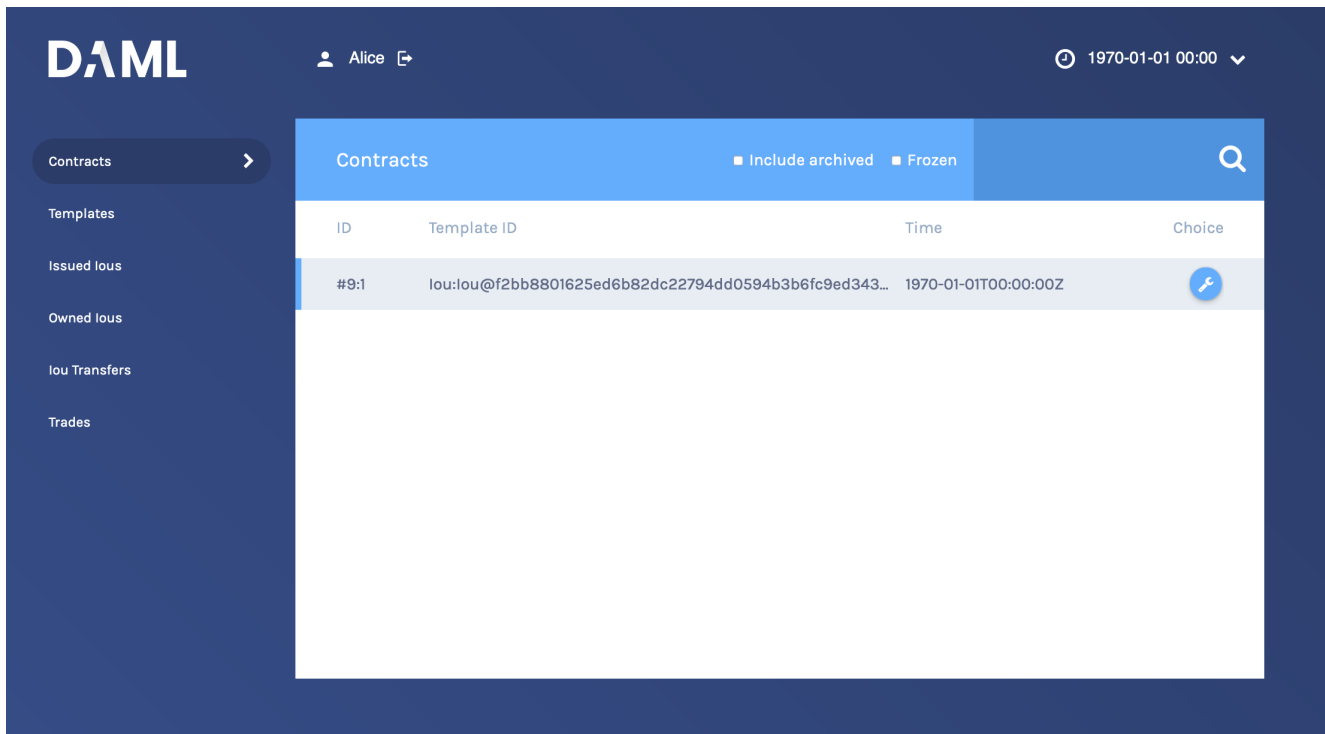 DAML
Alice
1970-01-01 00:00
Contracts
Templates
Issued Ious
Owned Ious
Iou Transfers
Trades
Contracts
Include archived
Frozen
ID Template ID Time Choice
#9:1 Iou:Iou@f2bb8801625ed6b82dc22794dd0594b3b6fc9ed343... 1970-01-01T00:00:00Z